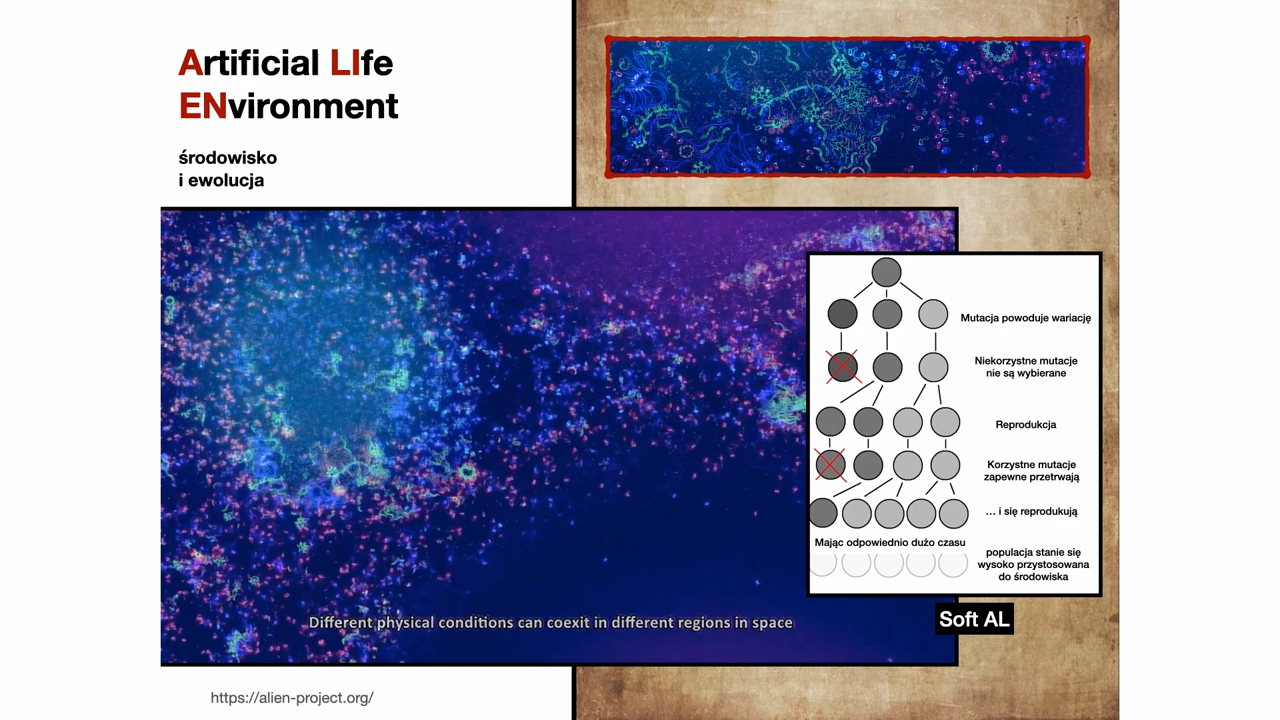 Artificial LIfe
ENvironment
środowisko
i ewolucja
Mutacja powoduje wariację
Niekorzystne mutacje
nie są wybierane
Reprodukcja
Korzystne mutacje
zapewne przetrwają
... i się reprodukują
Mając odpowiednio dużo czasu
populacja stanie się
wysoko przystosowana
do środowiska
Soft AL
Different physical conditions can coexit in different regions in space
https://alien-project.org/